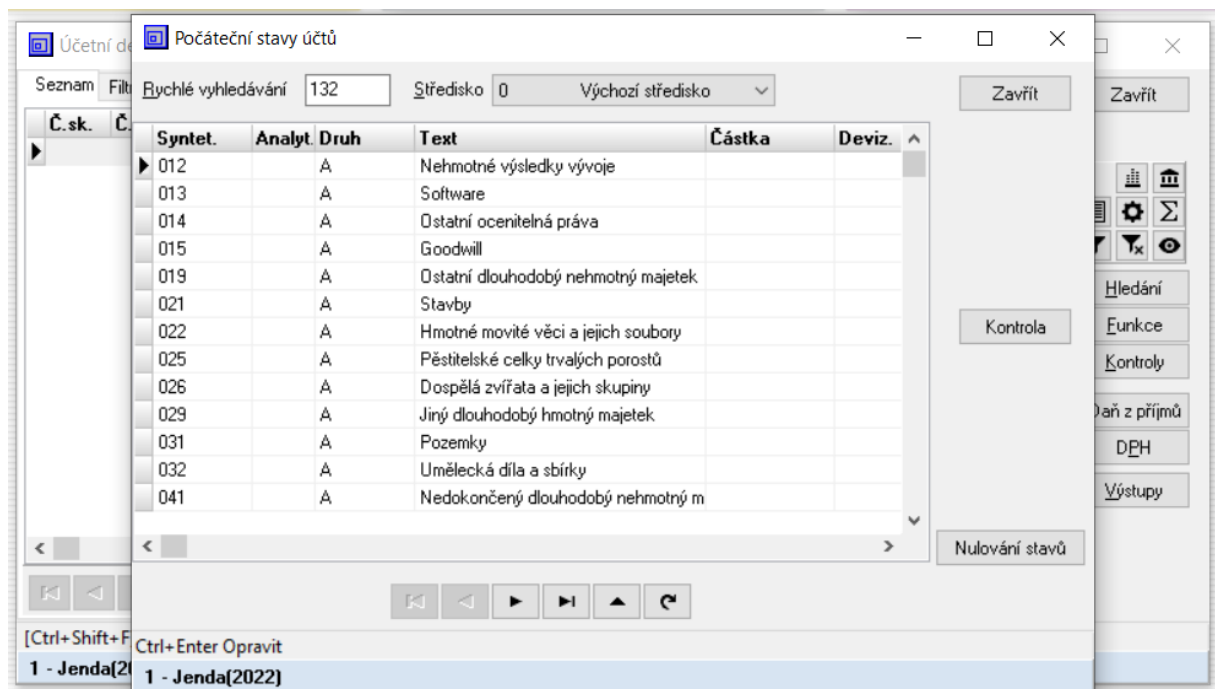 Účetní de
Počáteční stavy účtů
Seznam Filt
Rychlé vyhledávání 132 Středisko 0 Výchozí středisko Zavřít Zavřít
Č.sk. Č.
Syntet. Analyt. Druh Text Částka Deviz.
012 A Nehmotné výsledky vývoje
013 A Software
014 A Ostatní ocenitelná práva
015 A Goodwill
019 A Ostatní dlouhodobý nehmotný majetek
021 A Stavby
022 A Hmotné movité věci a jejich soubory
025 A Pěstitelské celky trvalých porostů
026 A Dospělá zvířata a jejich skupiny
029 A Jiný dlouhodobý hmotný majetek
031 A Pozemky
032 A Umělecká díla a sbírky
041 A Nedokončený dlouhodobý nehmotný m
Kontrola
Nulování stavů
Hledání
Funkce
Kontroly
Daň z příjmů
DPH
Výstupy
[Ctrl+Shift+F
Ctrl+Enter Opravit
1 - Jenda(20
1 - Jenda(2022)